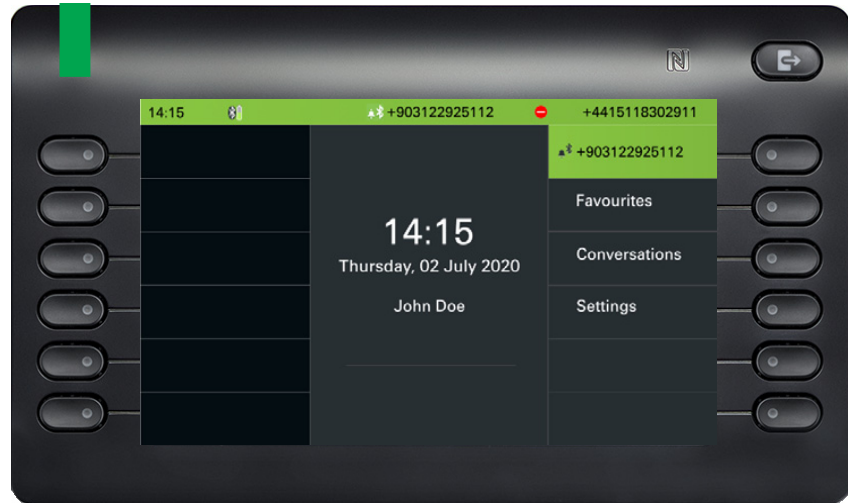 14:15 +903122925112 +4415118302911
+903122925112
Favourites
14:15
Conversations
Thursday, 02 July 2020
John Doe
Settings